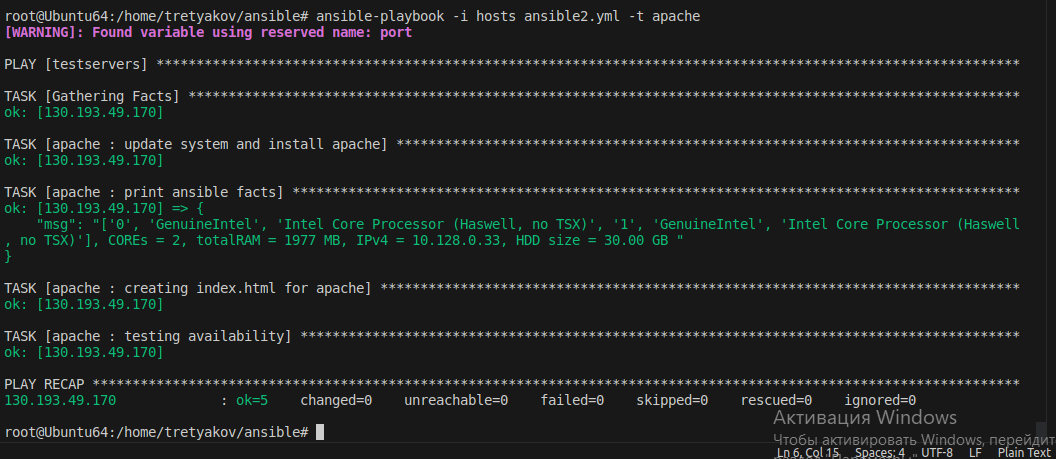 root@Ubuntu64:/home/tretyakov/ansible# ansible-playbook -i hosts ansible2.yml -t apache
[WARNING]: Found variable using reserved name: port
PLAY [testservers] ************************************************************************************************************
TASK [Gathering Facts] ********************************************************************************************************
ok: [130.193.49.170]
TASK [apache : update system and install apache] ******************************************************************************
ok: [130.193.49.170]
TASK [apache : print ansible facts] *******************************************************************************************
ok: [130.193.49.170] => {
"msg": "['0', 'GenuineIntel', 'Intel Core Processor (Haswell, no TSX)', '1', 'GenuineIntel', 'Intel Core Processor (Haswell
, no TSX)'], COREs = 2, totalRAM = 1977 MB, IPv4 = 10.128.0.33, HDD size = 30.00 GB "
}
TASK [apache : creating index.html for apache] ********************************************************************************
ok: [130.193.49.170]
TASK [apache : testing availability] ******************************************************************************************
ok: [130.193.49.170]
PLAY RECAP ********************************************************************************************************************
130.193.49.170 : ok=5 changed=0 unreachable=0 failed=0 skipped=0 rescued=0 ignored=0
root@Ubuntu64:/home/tretyakov/ansible#
Активация Windows
Чтобы активировать Windows, перейдите
Ln 6, Col 15 Spaces: 4 UTF-8 LF Plain Text